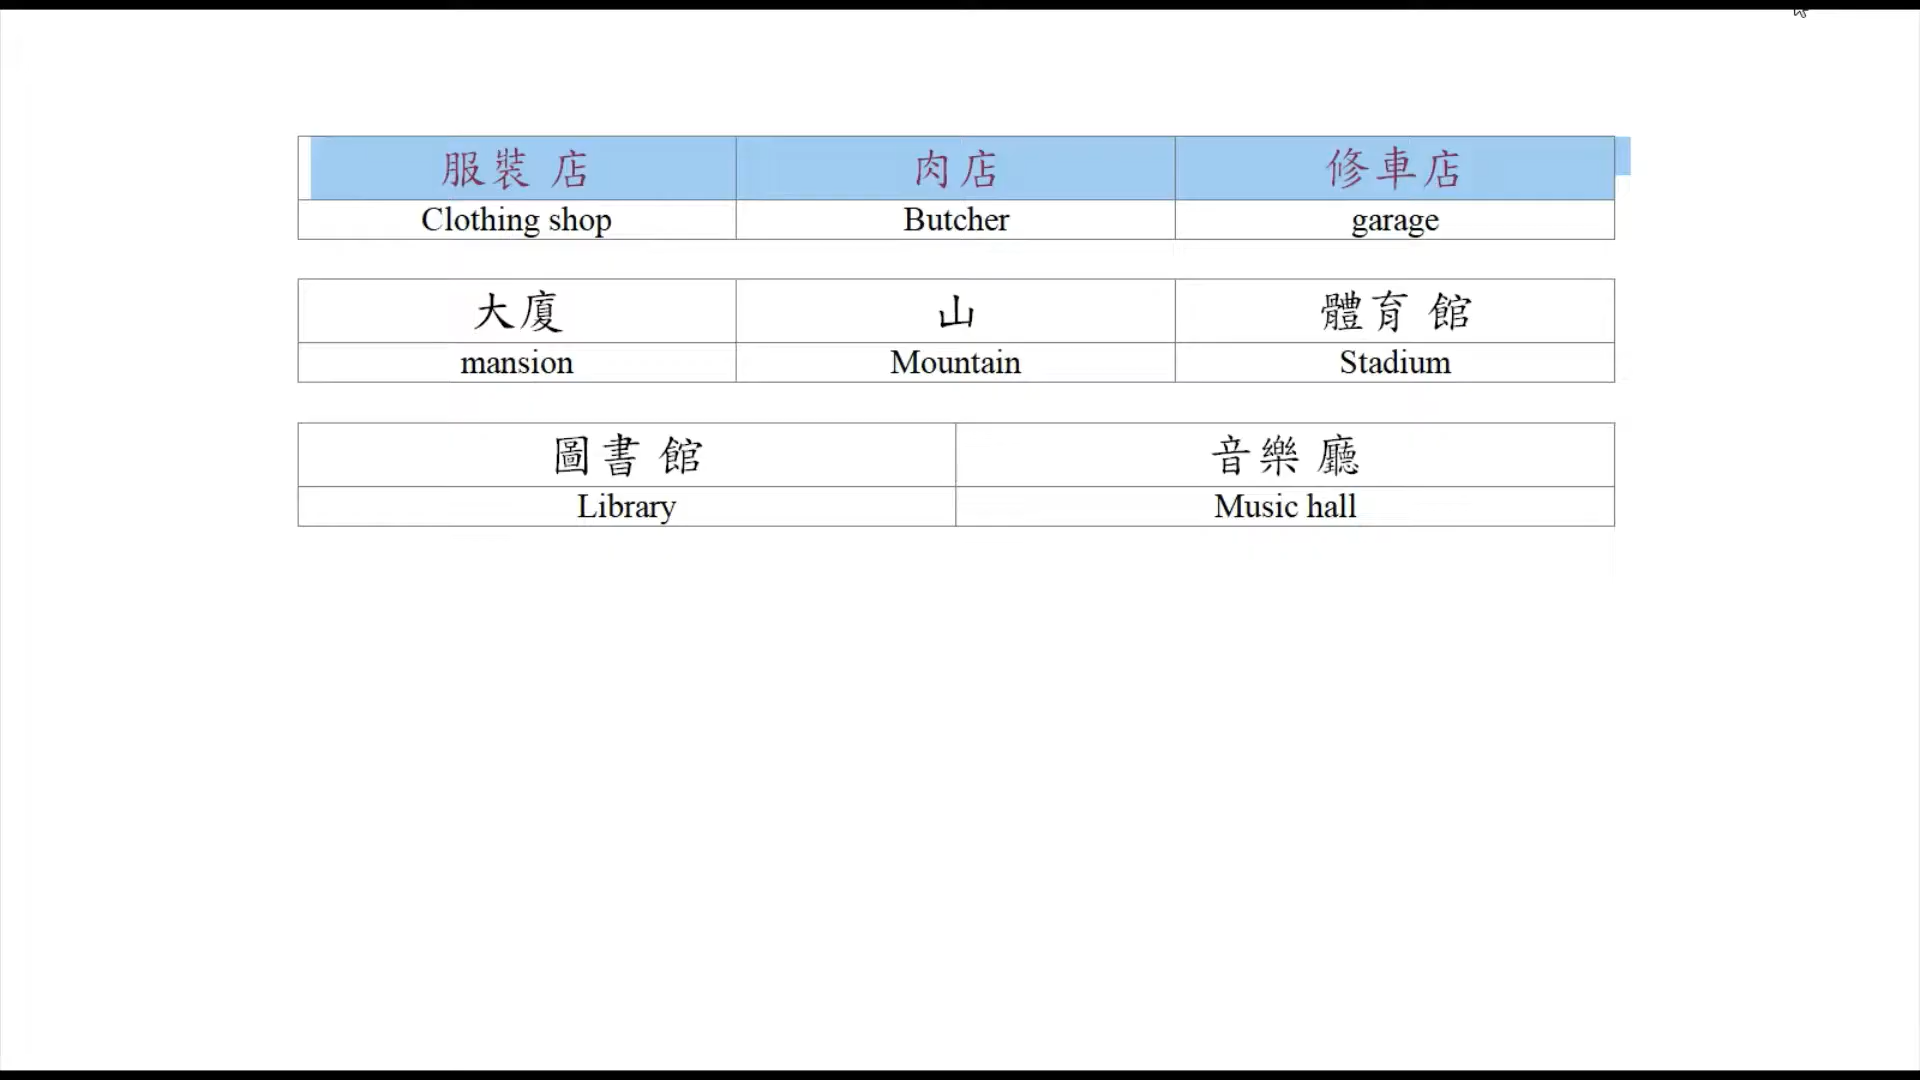 服裝 店 肉店 修車店
Clothing shop Butcher garage
大廈 山 體育 館
mansion Mountain Stadium
圖書 館 音樂 廳
Library Music hall